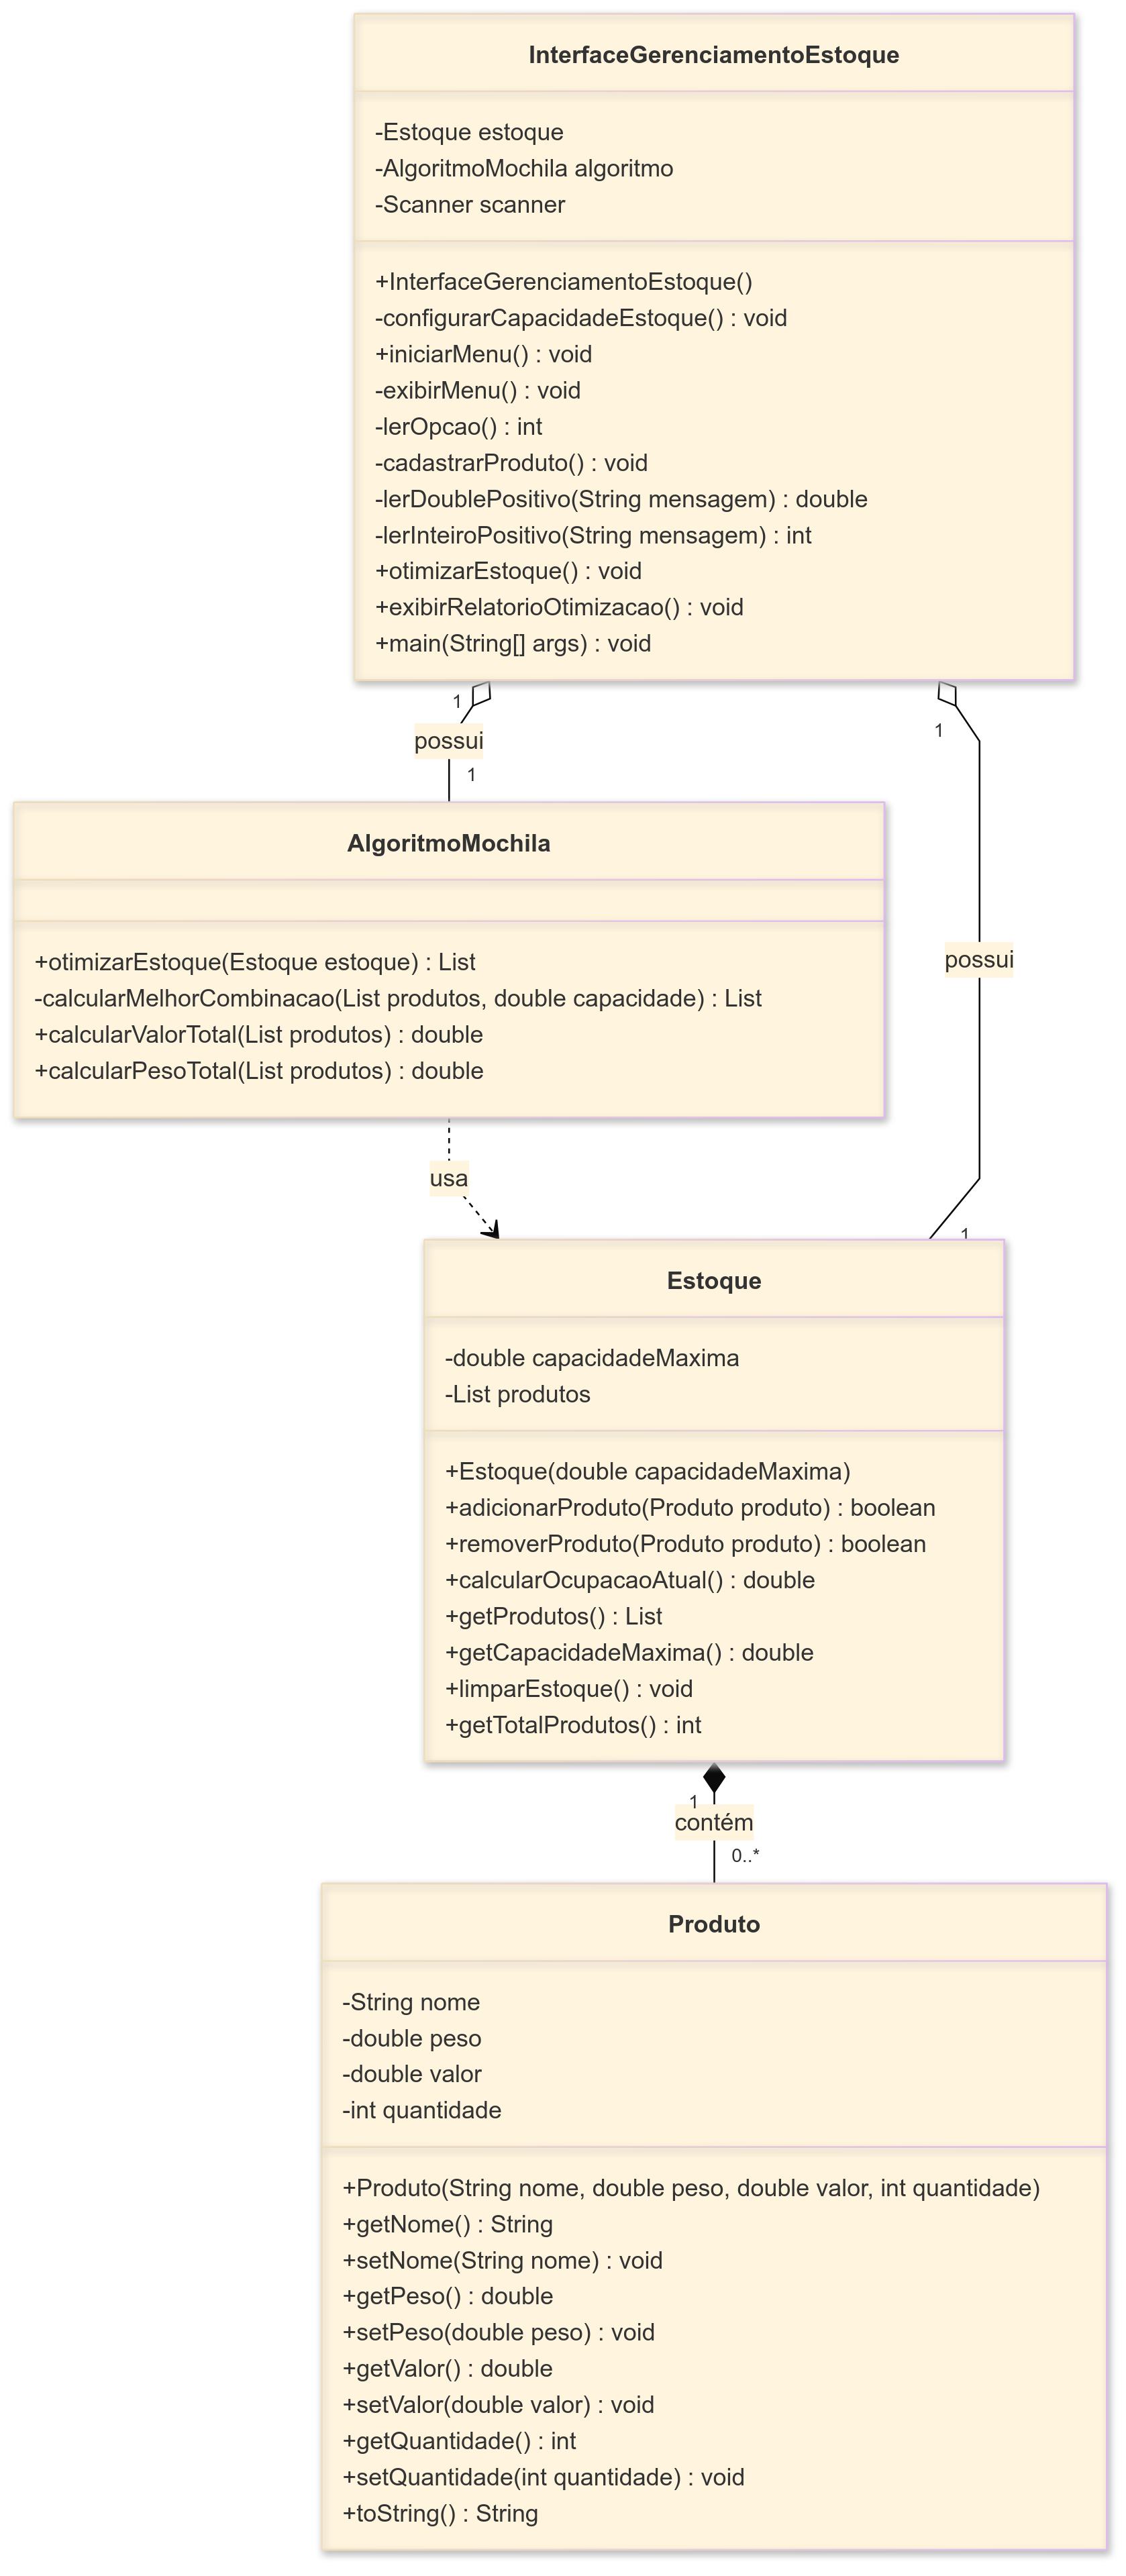 InterfaceGerenciamentoEstoque
-Estoque estoque
-AlgoritmoMochila algoritmo
-Scanner scanner
+InterfaceGerenciamentoEstoque()
-configurarCapacidadeEstoque() : void
+iniciarMenu() : void
-exibirMenu() : void
-lerOpcao() : int
-cadastrarProduto() : void
-lerDoublePositivo(String mensagem) : double
-lerInteiroPositivo(String mensagem) : int
+otimizarEstoque() : void
+exibirRelatorioOtimizacao() : void
+main(String[] args) : void
1
possui
1
1
possui
1
AlgoritmoMochila
+otimizarEstoque(Estoque estoque) : List
-calcularMelhorCombinacao(List produtos, double capacidade) : List
+calcularValorTotal(List produtos) : double
+calcularPesoTotal(List produtos) : double
usa
Estoque
-double capacidadeMaxima
-List produtos
+Estoque(double capacidadeMaxima)
+adicionarProduto(Produto produto) : boolean
+removerProduto(Produto produto) : boolean
+calcularOcupacaoAtual() : double
+getProdutos() : List
+getCapacidadeMaxima() : double
+limparEstoque() : void
+getTotalProdutos() : int
1
contém
0..*
Produto
-String nome
-double peso
-double valor
-int quantidade
+Produto(String nome, double peso, double valor, int quantidade)
+getNome() : String
+setNome(String nome) : void
+getPeso() : double
+setPeso(double peso) : void
+getValor() : double
+setValor(double valor) : void
+getQuantidade() : int
+setQuantidade(int quantidade) : void
+toString() : String